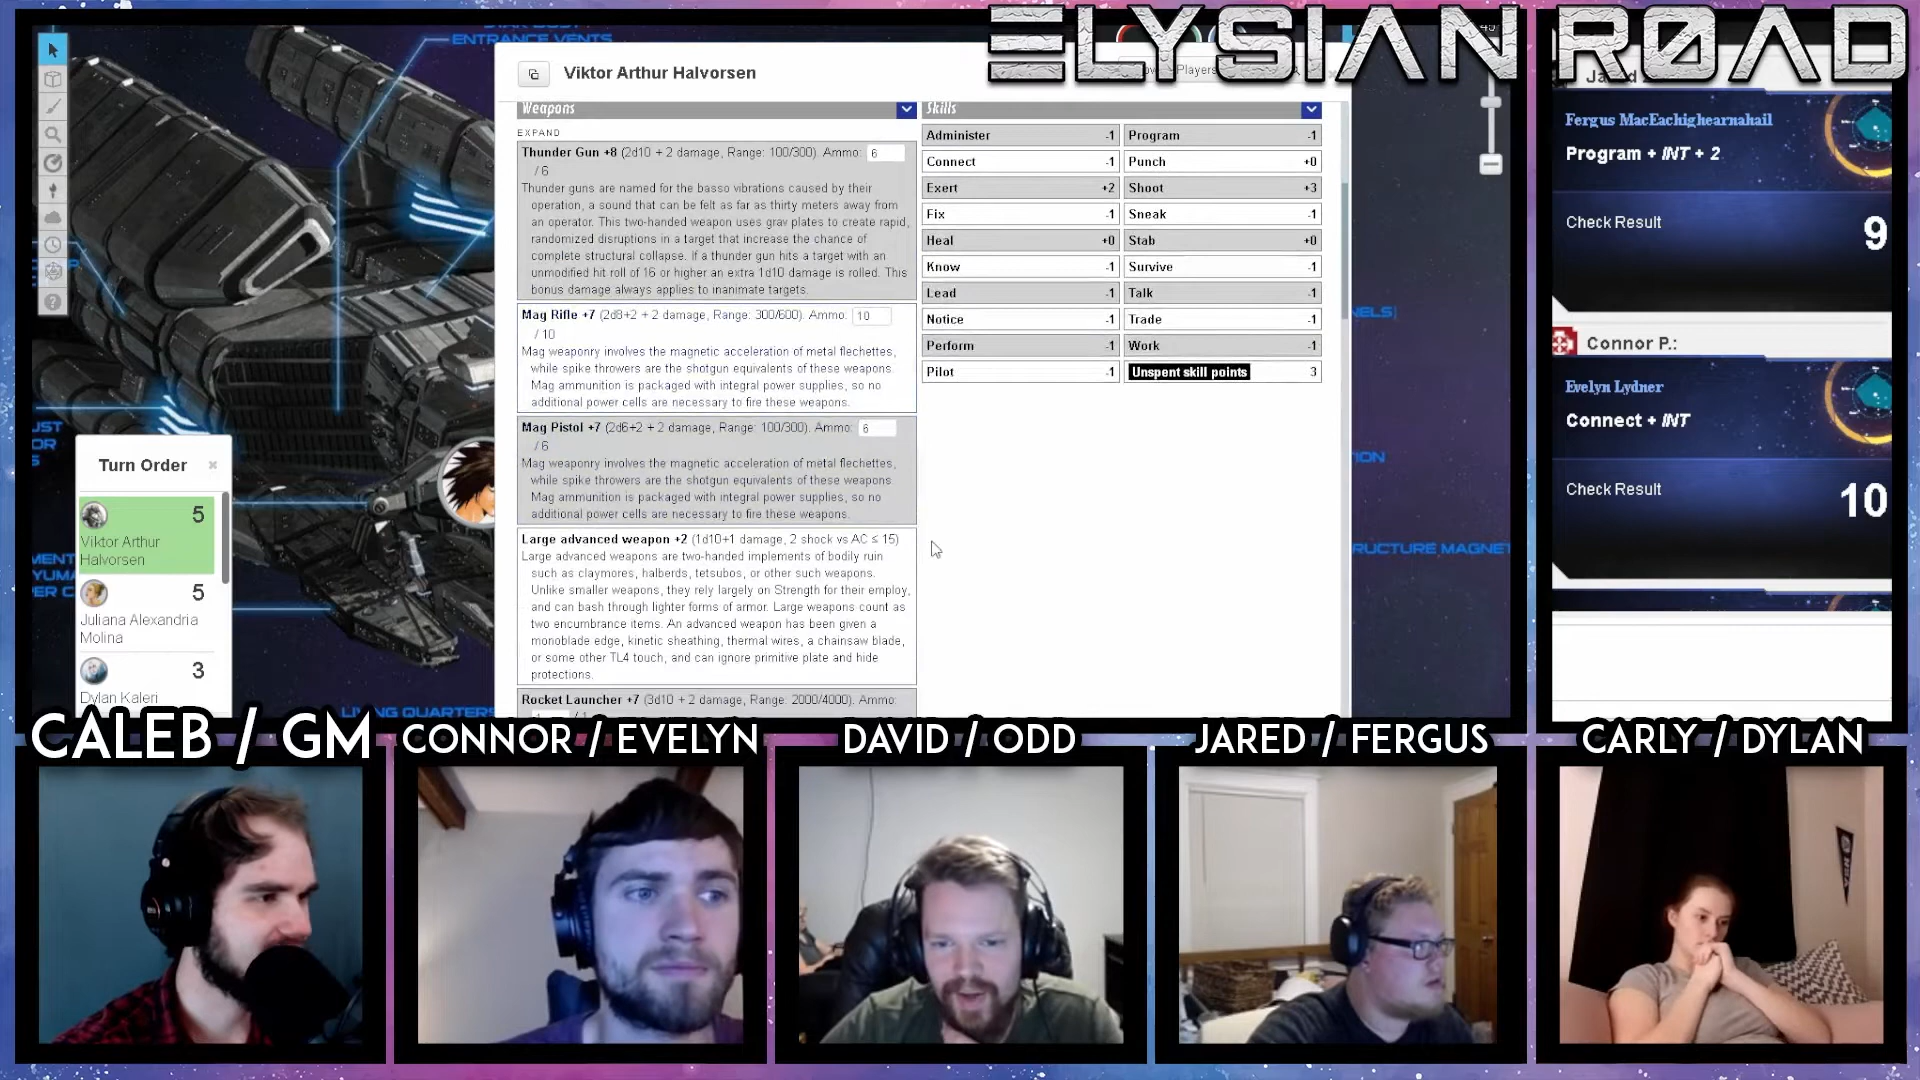 ELYSIAN RØAD
ENTRANCE VENTS
Viktor Arthur Halvorsen
Players
Weapons
EXPAND
Thunder Gun +8 (2d10 + 2 damage, Range: 100/300). Ammo: 6
/ 6
Thunder guns are named for the basso vibrations caused by their
operation, a sound that can be felt as far as thirty meters away from
an operator. This two-handed weapon uses grav plates to create rapid,
randomized disruptions in a target that increase the chance of
complete structural collapse. If a thunder gun hits a target with an
unmodified hit roll of 16 or higher an extra 1d10 damage is rolled. This
bonus damage always applies to inanimate targets.
Mag Rifle +7 (2d8+2 + 2 damage, Range: 300/600). Ammo: 10
/ 10
Mag weaponry involves the magnetic acceleration of metal flechettes,
while spike throwers are the shotgun equivalents of these weapons.
Mag ammunition is packaged with integral power supplies, so no
additional power cells are necessary to fire these weapons.
Mag Pistol +7 (2d6+2 + 2 damage, Range: 100/300). Ammo: 6
/ 6
Mag weaponry involves the magnetic acceleration of metal flechettes,
while spike throwers are the shotgun equivalents of these weapons.
Mag ammunition is packaged with integral power supplies, so no
additional power cells are necessary to fire these weapons.
Large advanced weapon +2 (1d10+1 damage, 2 shock vs AC ≤ 15)
Large advanced weapons are two-handed implements of bodily ruin
such as claymores, halberds, tetsubos, or other such weapons.
Unlike smaller weapons, they rely largely on Strength for their employ,
and can bash through lighter forms of armor. Large weapons count as
two encumbrance items. An advanced weapon has been given a
monoblade edge, kinetic sheathing, thermal wires, a chainsaw blade,
or some other TL4 touch, and can ignore primitive plate and hide
protections.
Rocket Launcher +7 (3d10 + 2 damage, Range: 2000/4000). Ammo:
Skills
Administer -1 Program -1
Connect -1 Punch +0
Exert +2 Shoot +3
Fix -1 Sneak -1
Heal +0 Stab +0
Know -1 Survive -1
Lead -1 Talk -1
Notice -1 Trade -1
Perform -1 Work -1
Pilot -1 Unspent skill points 3
Fergus MacEachighearnahail
Program + INT + 2
Check Result
9
Connor P.:
Evelyn Lydner
Connect + INT
Check Result
10
Turn Order
5
Viktor Arthur
Halvorsen
5
Juliana Alexandria
Molina
3
Dylan Kaleri
LIVING QUARTERS
RUCTURE MAGNET
CALEB / GM
CONNOR / EVELYN
DAVID / ODD
JARED / FERGUS
CARLY / DYLAN